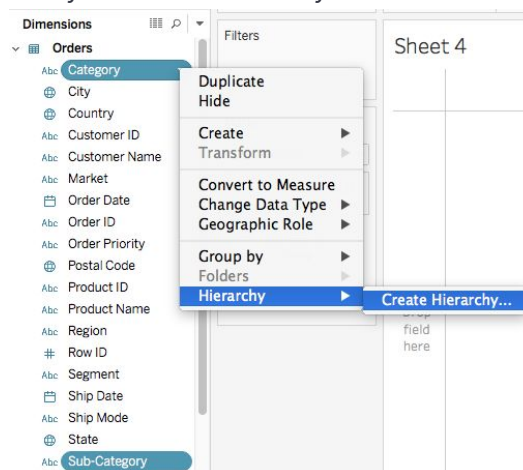 Dimensions
Orders
Abc Category
City
Country
Abc Customer ID
Abc Customer Name
Abc Market
Order Date
Abc Order ID
Abc Order Priority
Postal Code
Abc Product ID
Abc Product Name
Abc Region
# Row ID
Abc Segment
Ship Date
Abc Ship Mode
State
Abc Sub-Category
Filters
Sheet 4
Duplicate
Hide
Create
Transform
Convert to Measure
Change Data Type
Geographic Role
Group by
Folders
Hierarchy
Create Hierarchy...
field
here